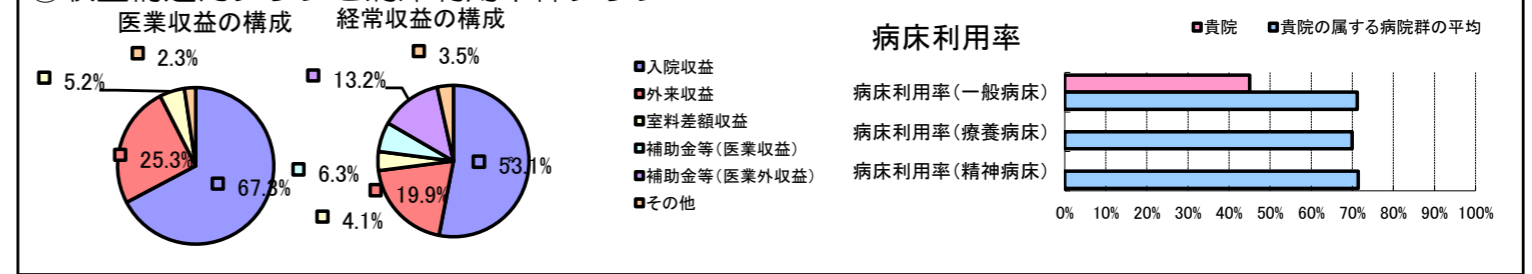 医業収益の構成
2.3%
5.2%
25.3%
67.3%
経常収益の構成
3.5%
13.2%
6.3%
53.1%
19.9%
4.1%
入院収益
外来収益
室料差額収益
補助金等(医業収益)
補助金等(医業外収益)
その他
病床利用率
貴院 貴院の属する病院群の平均
病床利用率(一般病床)
病床利用率(療養病床)
病床利用率(精神病床)
0% 10% 20% 30% 40% 50% 60% 70% 80% 90% 100%